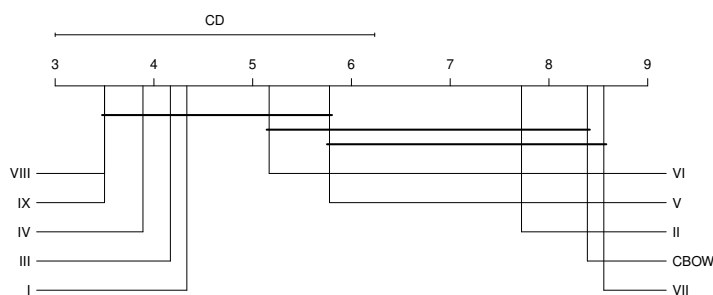 CD
3 4 5 6 7 8 9
VIII VI
IX V
IV II
III CBOW
I VII